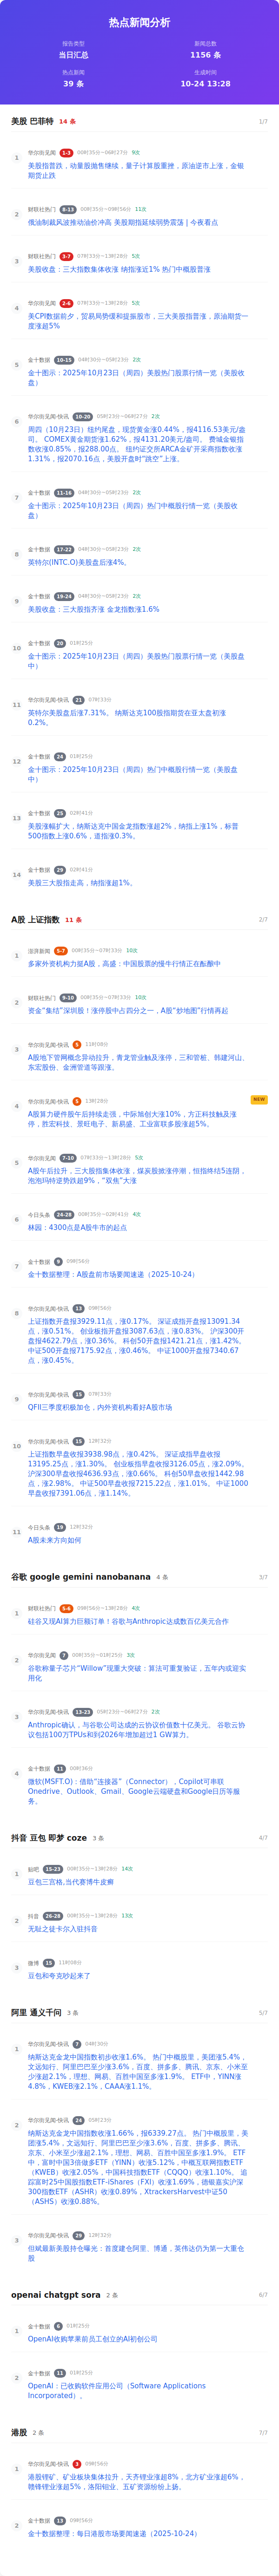 热点新闻分析
报告类型
新闻总数
当日汇总
1156 条
热点新闻
生成时间
39 条
10-24 13:28
美股 巴菲特 14 条
1/7
1
华尔街见闻 1-3 00时35分~06时27分 9次
美股指普跌，动量股抛售继续，量子计算股重挫，原油逆市上涨，金银
期货止跌
2
财联社热门 8-13 00时35分~09时56分 11次
俄油制裁风波推动油价冲高 美股期指延续弱势震荡 | 今夜看点
3
财联社热门 3-7 07时33分~13时28分 5次
美股收盘：三大指数集体收涨 纳指涨近1% 热门中概股普涨
4
华尔街见闻 2-6 07时33分~13时28分 5次
美CPI数据前夕，贸易局势缓和提振股市，三大美股指普涨，原油期货一
度涨超5%
5
金十数据 10-15 04时30分~05时23分 2次
金十图示：2025年10月23日（周四）美股热门股票行情一览（美股收
盘）
6
华尔街见闻-快讯 10-20 05时23分~06时27分 2次
周四（10月23日）纽约尾盘，现货黄金涨0.44%，报4116.53美元/盎
司。 COMEX黄金期货涨1.62%，报4131.20美元/盎司。 费城金银指
数收涨0.85%，报288.00点。 纽约证交所ARCA金矿开采商指数收涨
1.31%，报2070.16点，美股开盘时“跳空”上涨。
7
金十数据 11-16 04时30分~05时23分 2次
金十图示：2025年10月23日（周四）热门中概股行情一览（美股收
盘）
8
金十数据 17-22 04时30分~05时23分 2次
英特尔(INTC.O)美股盘后涨4%。
9
金十数据 19-24 04时30分~05时23分 2次
美股收盘：三大股指齐涨 金龙指数涨1.6%
10
金十数据 20 01时25分
金十图示：2025年10月23日（周四）美股热门股票行情一览（美股盘
中）
11
华尔街见闻-快讯 21 07时33分
英特尔美股盘后涨7.31%。 纳斯达克100股指期货在亚太盘初涨
0.2%。
12
金十数据 24 01时25分
金十图示：2025年10月23日（周四）热门中概股行情一览（美股盘
中）
13
金十数据 25 02时41分
美股涨幅扩大，纳斯达克中国金龙指数涨超2%，纳指上涨1%，标普
500指数上涨0.6%，道指涨0.3%。
14
金十数据 29 02时41分
美股三大股指走高，纳指涨超1%。
A股 上证指数 11 条
2/7
1
澎湃新闻 5-7 00时35分~07时33分 10次
多家外资机构力挺A股，高盛：中国股票的慢牛行情正在酝酿中
2
财联社热门 9-10 00时35分~07时33分 10次
资金“集结”深圳股！涨停股中占四分之一，A股“炒地图”行情再起
3
华尔街见闻-快讯 5 11时08分
A股地下管网概念异动拉升，青龙管业触及涨停，三和管桩、韩建河山、
东宏股份、金洲管道等跟涨。
4
华尔街见闻-快讯 5 13时28分
NEW
A股算力硬件股午后持续走强，中际旭创大涨10%，方正科技触及涨
停，胜宏科技、景旺电子、新易盛、工业富联多股涨超5%。
5
华尔街见闻 7-10 07时33分~13时28分 5次
A股午后拉升，三大股指集体收涨，煤炭股掀涨停潮，恒指终结5连阴，
泡泡玛特逆势跌超9%，“双焦”大涨
6
今日头条 24-28 00时35分~02时41分 4次
林园：4300点是A股牛市的起点
7
金十数据 9 09时56分
金十数据整理：A股盘前市场要闻速递（2025-10-24）
8
华尔街见闻-快讯 13 09时56分
上证指数开盘报3929.11点，涨0.17%。 深证成指开盘报13091.34
点，涨0.51%。 创业板指开盘报3087.63点，涨0.83%。 沪深300开
盘报4622.79点，涨0.35%。 科创50开盘报1421.21点，涨1.42%。
中证500开盘报7175.92点，涨0.46%。 中证1000开盘报7340.67
点，涨0.45%。
9
华尔街见闻-快讯 15 07时33分
QFII三季度积极加仓，内外资机构看好A股市场
10
华尔街见闻-快讯 15 12时32分
上证指数早盘收报3938.98点，涨0.42%。 深证成指早盘收报
13195.25点，涨1.30%。 创业板指早盘收报3126.05点，涨2.09%。
沪深300早盘收报4636.93点，涨0.66%。 科创50早盘收报1442.98
点，涨2.98%。 中证500早盘收报7215.22点，涨1.01%。 中证1000
早盘收报7391.06点，涨1.14%。
11
今日头条 19 12时32分
A股未来方向如何
谷歌 google gemini nanobanana 4 条
3/7
1
财联社热门 5-6 09时56分~13时28分 4次
硅谷又现AI算力巨额订单！谷歌与Anthropic达成数百亿美元合作
2
华尔街见闻 7 00时35分~01时25分 3次
谷歌称量子芯片“Willow”现重大突破：算法可重复验证，五年内或迎实
用化
3
华尔街见闻-快讯 13-23 05时23分~06时27分 2次
Anthropic确认，与谷歌公司达成的云协议价值数十亿美元。 谷歌云协
议包括100万TPUs和到2026年增加超过1 GW算力。
4
金十数据 11 00时36分
微软(MSFT.O)：借助“连接器”（Connector），Copilot可串联
Onedrive、Outlook、Gmail、Google云端硬盘和Google日历等服
务。
抖音 豆包 即梦 coze 3 条
4/7
1
贴吧 15-23 00时35分~13时28分 14次
豆包三宫格,当代赛博牛皮癣
2
抖音 26-28 00时35分~13时28分 13次
无耻之徒卡尔入驻抖音
3
微博 15 11时08分
豆包和夸克吵起来了
阿里 通义千问 3 条
5/7
1
华尔街见闻-快讯 7 04时30分
纳斯达克金龙中国指数初步收涨1.6%。 热门中概股里，美团涨5.4%，
文远知行、阿里巴巴至少涨3.6%，百度、拼多多、腾讯、京东、小米至
少涨超2.1%，理想、网易、百胜中国至多涨1.9%。 ETF中，YINN涨
4.8%，KWEB涨2.1%，CAAA涨1.1%。
2
华尔街见闻-快讯 24 05时23分
纳斯达克金龙中国指数收涨1.66%，报6339.27点。 热门中概股里，美
团涨5.4%，文远知行、阿里巴巴至少涨3.6%，百度、拼多多、腾讯、
京东、小米至少涨超2.1%，理想、网易、百胜中国至多涨1.9%。 ETF
中，富时中国3倍做多ETF（YINN）收涨5.12%，中概互联网指数ETF
（KWEB）收涨2.05%，中国科技指数ETF（CQQQ）收涨1.10%。 追
踪富时25中国股指数ETF-iShares（FXI）收涨1.69%，德银嘉实沪深
300指数ETF（ASHR）收涨0.89%，XtrackersHarvest中证50
（ASHS）收涨0.88%。
3
华尔街见闻-快讯 29 12时32分
但斌最新美股持仓曝光：首度建仓阿里、博通，英伟达仍为第一大重仓
股
openai chatgpt sora 2 条
6/7
1
金十数据 6 01时25分
OpenAI收购苹果前员工创立的AI初创公司
2
金十数据 11 01时25分
OpenAI：已收购软件应用公司（Software Applications
Incorporated）。
港股 2 条
7/7
1
华尔街见闻-快讯 3 09时56分
港股锂矿、矿业板块集体拉升，天齐锂业涨超8%，北方矿业涨超6%，
赣锋锂业涨超5%，洛阳钼业、五矿资源纷纷上扬。
2
金十数据 13 09时56分
金十数据整理：每日港股市场要闻速递（2025-10-24）